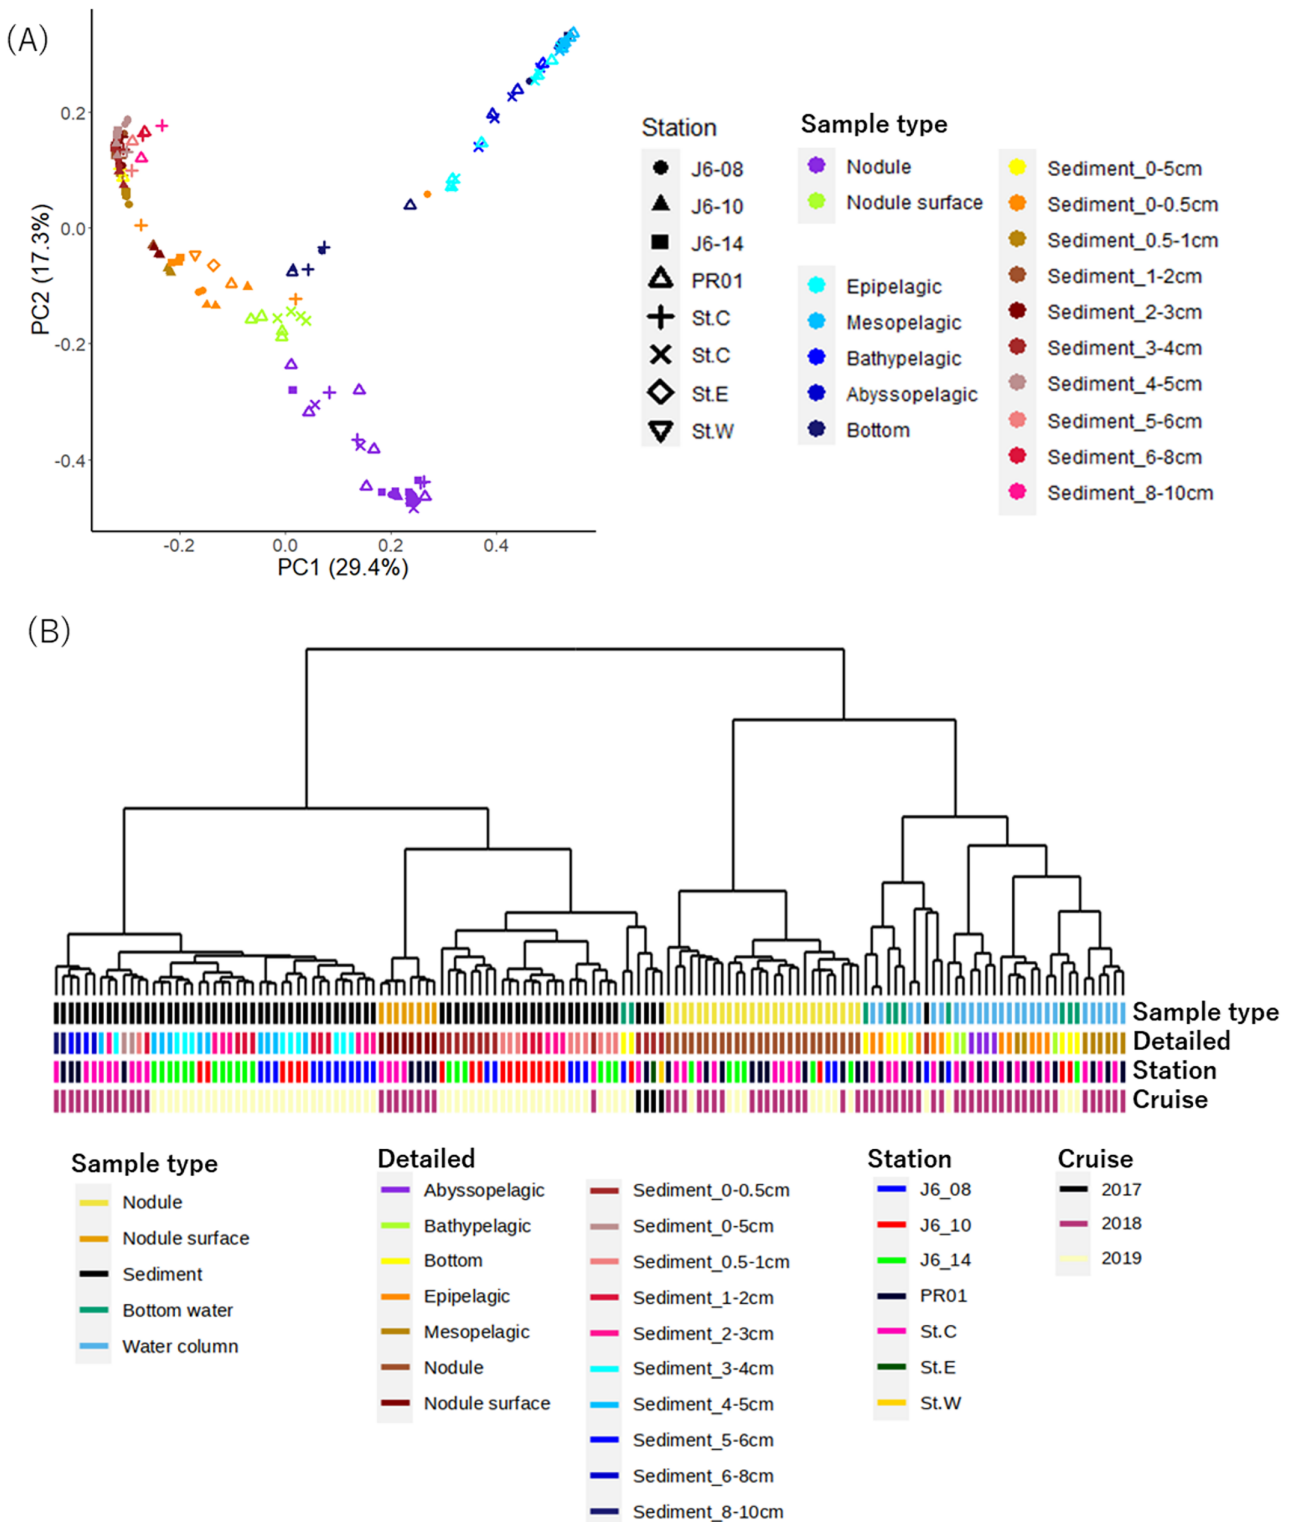 (A)
0.2
0.0
-0.2
-0.4
PC2 (17.3%)
-0.2 0.0 0.2 0.4
PC1 (29.4%)
Station
J6-08
J6-10
J6-14
PR01
St.C
St.C
St.E
St.W
Sample type
Nodule
Nodule surface
Epipelagic
Mesopelagic
Bathypelagic
Abyssopelagic
Bottom
Sediment_0-5cm
Sediment_0-0.5cm
Sediment_0.5-1cm
Sediment_1-2cm
Sediment_2-3cm
Sediment_3-4cm
Sediment_4-5cm
Sediment_5-6cm
Sediment_6-8cm
Sediment_8-10cm
(B)
Sample type
Detailed
Station
Cruise
Sample type
Nodule
Nodule surface
Sediment
Bottom water
Water column
Detailed
Abyssopelagic
Bathypelagic
Bottom
Epipelagic
Mesopelagic
Nodule
Nodule surface
Sediment_0-0.5cm
Sediment_0-5cm
Sediment_0.5-1cm
Sediment_1-2cm
Sediment_2-3cm
Sediment_3-4cm
Sediment_4-5cm
Sediment_5-6cm
Sediment_6-8cm
Sediment_8-10cm
Station
J6_08
J6_10
J6_14
PR01
St.C
St.E
St.W
Cruise
2017
2018
2019